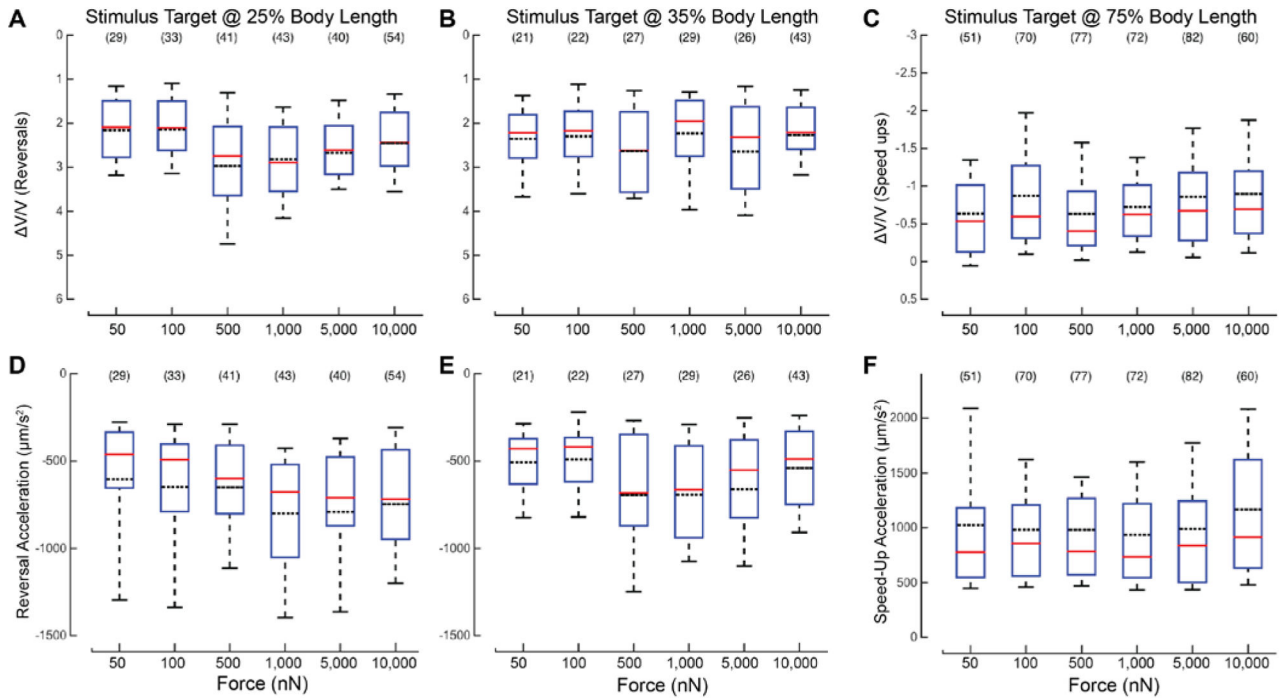 A Stimulus Target @ 25% Body Length
0 (29) (33) (41) (43) (40) (54)
1
2
3
4
5
6
ΔV/V (Reversals)
50 100 500 1,000 5,000 10,000
B Stimulus Target @ 35% Body Length
0 (21) (22) (27) (29) (26) (43)
1
2
3
4
5
6
50 100 500 1,000 5,000 10,000
C Stimulus Target @ 75% Body Length
-3 (51) (70) (77) (72) (82) (60)
-2.5
-2
-1.5
-1
-0.5
0
0.5
ΔV/V (Speed ups)
50 100 500 1,000 5,000 10,000
D
0 (29) (33) (41) (43) (40) (54)
-500
-1000
-1500
Reversal Acceleration (μm/s²)
50 100 500 1,000 5,000 10,000
Force (nN)
E
0 (21) (22) (27) (29) (26) (43)
-500
-1000
-1500
50 100 500 1,000 5,000 10,000
Force (nN)
F
(51) (70) (77) (72) (82) (60)
2000
1500
1000
500
0
Speed-Up Acceleration (μm/s²)
50 100 500 1,000 5,000 10,000
Force (nN)